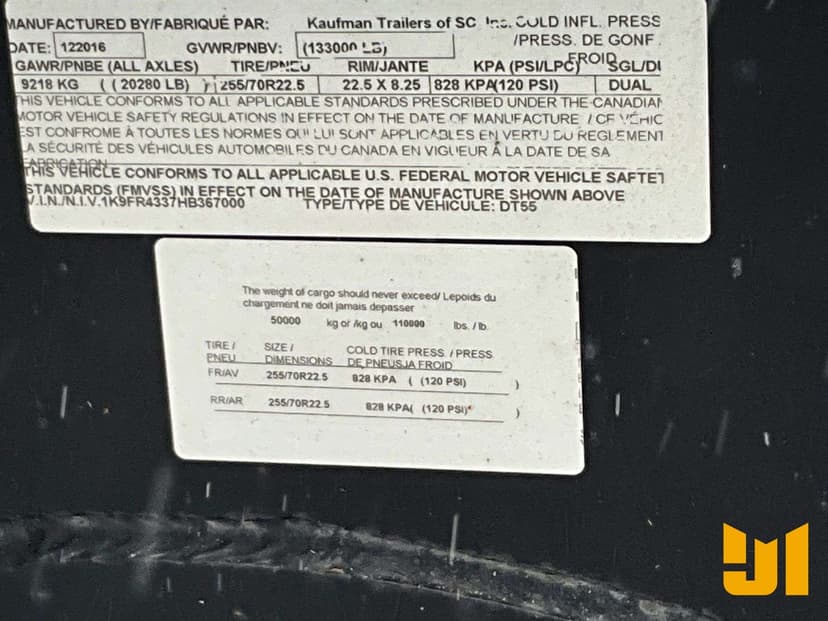 MANUFACTURED BY/FABRIQUÉ PAR: Kaufman Trailers of SC, Inc. COLD INFL. PRESS
DATE: 122016 GVWR/PNBV: (133000 LB) /PRESS. DE GONF.
FROID
GAWR/PNBE (ALL AXLES) TIRE/PNEU RIM/JANTE KPA (PSI/LPC) SGL/DI
9218 KG ( ( 20280 LB) ) 255/70R22.5 22.5 X 8.25 828 KPA(120 PSI) DUAL
THIS VEHICLE CONFORMS TO ALL APPLICABLE STANDARDS PRESCRIBED UNDER THE CANADIAN
MOTOR VEHICLE SAFETY REGULATIONS IN EFFECT ON THE DATE OF MANUFACTURE / CE VÉHIC
EST CONFROME À TOUTES LES NORMES QUI LUI SONT APPLICABLES EN VERTU DU REGLEMENT
LA SÉCURITÉ DES VÉHICULES AUTOMOBILES DU CANADA EN VIGUEUR À LA DATE DE SA
FABRICATION
THIS VEHICLE CONFORMS TO ALL APPLICABLE U.S. FEDERAL MOTOR VEHICLE SAFTET
STANDARDS (FMVSS) IN EFFECT ON THE DATE OF MANUFACTURE SHOWN ABOVE
V.I.N./N.I.V.1K9FR4337HB367000 TYPE/TYPE DE VÉHICULE: DT55
The weight of cargo should never exceed/ Lepoids du
chargement ne doit jamais depasser
50000 kg or /kg ou 110000 lbs. / lb.
TIRE / SIZE / COLD TIRE PRESS. / PRESS
PNEU DIMENSIONS DE PNEUSJA FROID
FR/AV 255/70R22.5 828 KPA ( (120 PSI) )
RR/AR 255/70R22.5 828 KPA( (120 PSI) )